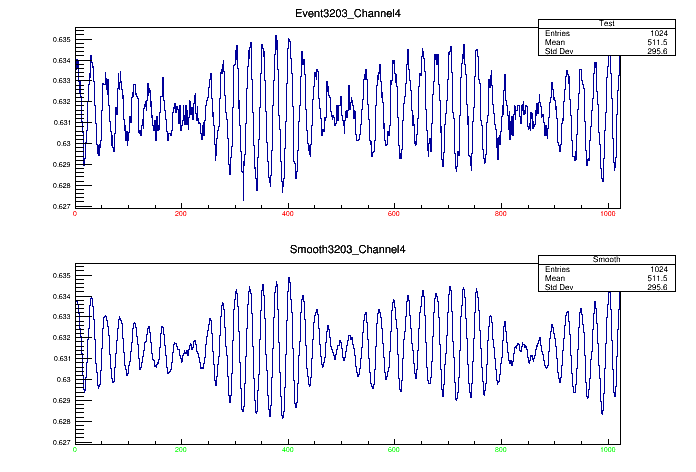 Event3203_Channel4
Test
Entries 1024
Mean 511.5
Std Dev 295.6
0.635
0.634
0.633
0.632
0.631
0.63
0.629
0.628
0.627
0 200 400 600 800 1000
Smooth3203_Channel4
Smooth
Entries 1024
Mean 511.5
Std Dev 295.6
0.635
0.634
0.633
0.632
0.631
0.63
0.629
0.628
0.627
0 200 400 600 800 1000